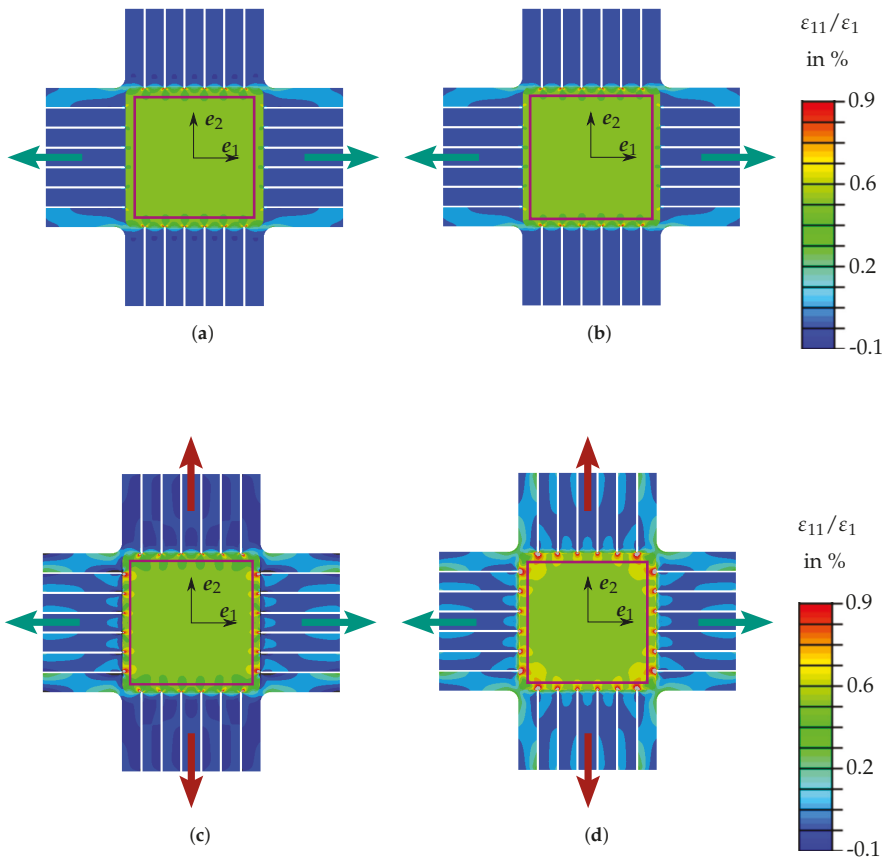 ε₁₁/ε₁
in %
0.9
0.6
0.2
-0.1
e₂
e₁
e₂
e₁
(a)
(b)
ε₁₁/ε₁
in %
0.9
0.6
0.2
-0.1
e₂
e₁
e₂
e₁
(c)
(d)